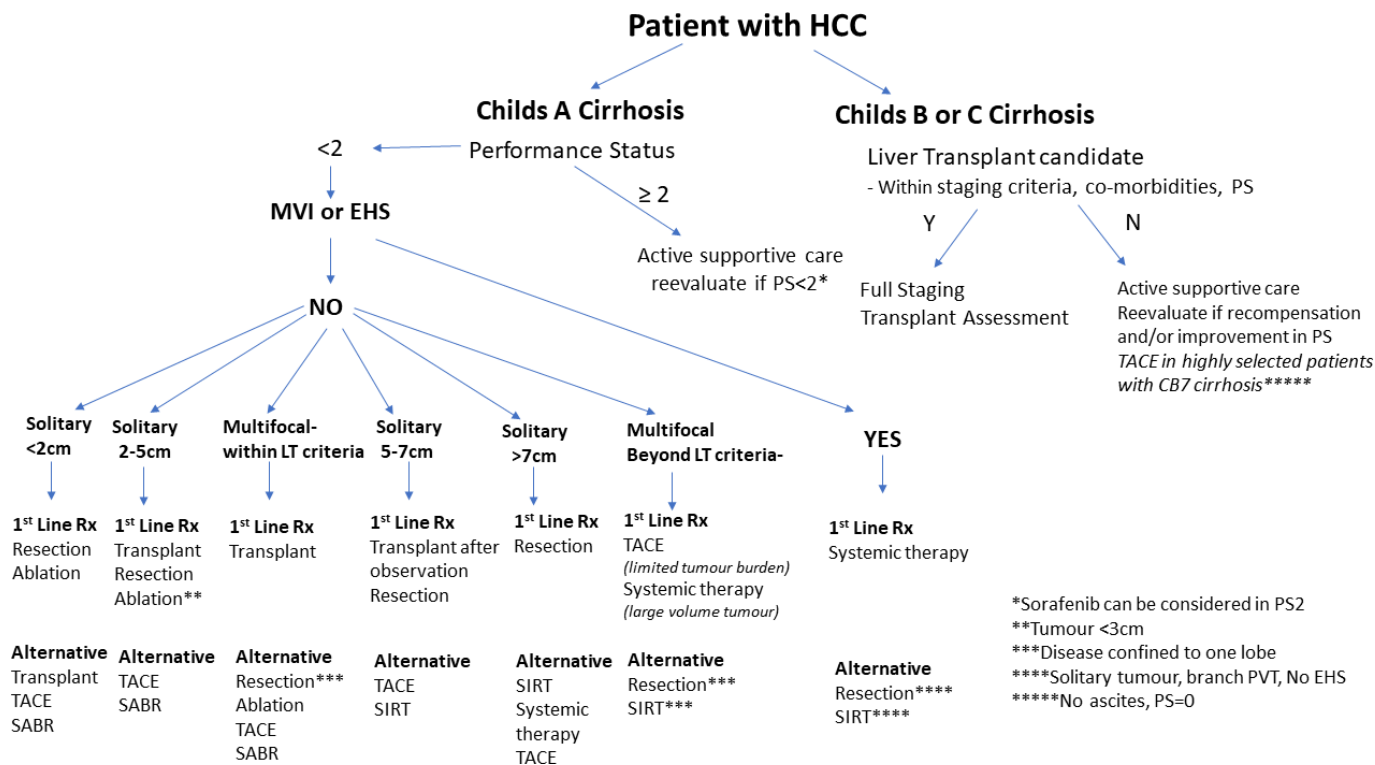 Patient with HCC
Childs A Cirrhosis
Performance Status
<2
≥ 2
MVI or EHS
Active supportive care
reevaluate if PS<2*
Childs B or C Cirrhosis
Liver Transplant candidate
- Within staging criteria, co-morbidities, PS
Y
N
Full Staging
Transplant Assessment
Active supportive care
Reevaluate if recompensation
and/or improvement in PS
TACE in highly selected patients
with CB7 cirrhosis*****
NO
Solitary
<2cm
1st Line Rx
Resection
Ablation
Alternative
Transplant
TACE
SABR
Solitary
2-5cm
1st Line Rx
Transplant
Resection
Ablation**
Alternative
TACE
SABR
Multifocal-
within LT criteria
1st Line Rx
Transplant
Alternative
Resection***
Ablation
TACE
SABR
Solitary
5-7cm
1st Line Rx
Transplant after
observation
Resection
Alternative
TACE
SIRT
Solitary
>7cm
1st Line Rx
Resection
Alternative
SIRT
Systemic
therapy
TACE
Multifocal
Beyond LT criteria-
1st Line Rx
TACE
(limited tumour burden)
Systemic therapy
(large volume tumour)
Alternative
Resection***
SIRT***
YES
1st Line Rx
Systemic therapy
Alternative
Resection****
SIRT****
*Sorafenib can be considered in PS2
**Tumour <3cm
***Disease confined to one lobe
****Solitary tumour, branch PVT, No EHS
*****No ascites, PS=0